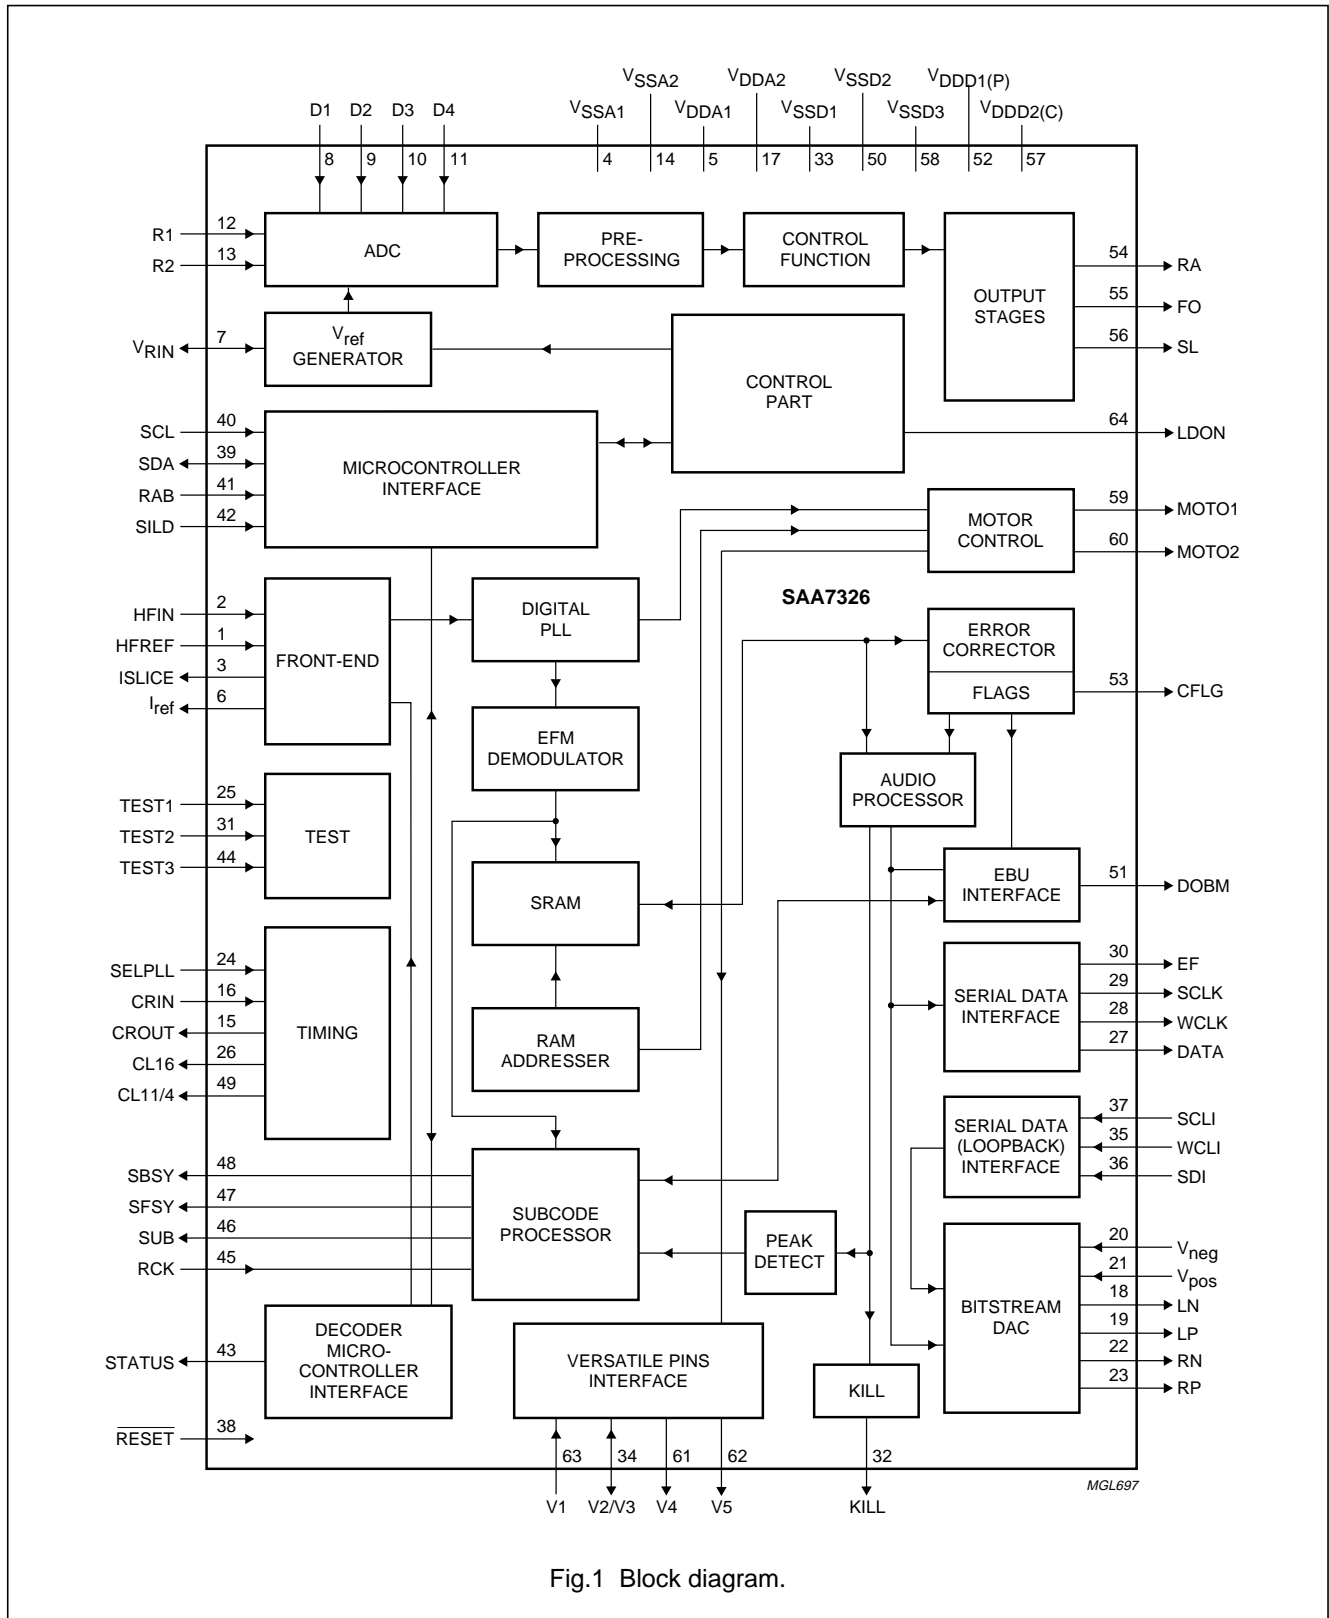 VSSA2 VDDA2 VSSD2 VDDD1(P)
D1 D2 D3 D4 VSSA1 VDDA1 VSSD1 VSSD3 VDDD2(C)
8 9 10 11 4 14 5 17 33 50 58 52 57
R1 12
R2 13
ADC
PRE-
PROCESSING
CONTROL
FUNCTION
OUTPUT
STAGES
54 RA
55 FO
56 SL
VRIN 7
Vref
GENERATOR
CONTROL
PART
64 LDON
SCL 40
SDA 39
RAB 41
SILD 42
MICROCONTROLLER
INTERFACE
MOTOR
CONTROL
59 MOTO1
60 MOTO2
SAA7326
HFIN 2
HFREF 1
ISLICE 3
Iref 6
FRONT-END
DIGITAL
PLL
ERROR
CORRECTOR
FLAGS
53 CFLG
EFM
DEMODULATOR
AUDIO
PROCESSOR
TEST1 25
TEST2 31
TEST3 44
TEST
SRAM
EBU
INTERFACE
51 DOBM
SELPLL 24
CRIN 16
CROUT 15
CL16 26
CL11/4 49
TIMING
RAM
ADDRESSER
SERIAL DATA
INTERFACE
30 EF
29 SCLK
28 WCLK
27 DATA
SERIAL DATA
(LOOPBACK)
INTERFACE
37 SCLI
35 WCLI
36 SDI
SBSY 48
SFSY 47
SUB 46
RCK 45
SUBCODE
PROCESSOR
PEAK
DETECT
BITSTREAM
DAC
20 Vneg
21 Vpos
18 LN
19 LP
22 RN
23 RP
STATUS 43
DECODER
MICRO-
CONTROLLER
INTERFACE
VERSATILE PINS
INTERFACE
KILL
RESET 38
63 34 61 62 32
V1 V2/V3 V4 V5 KILL
MGL697
Fig.1 Block diagram.